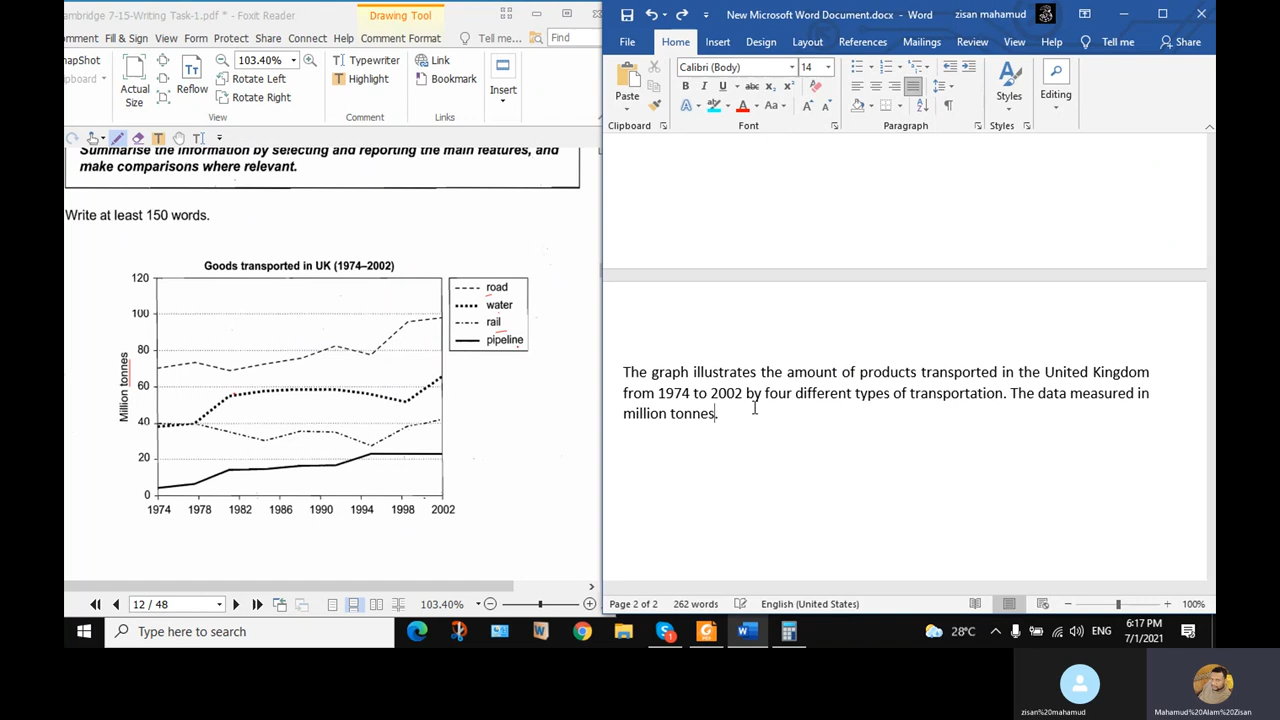 Cambridge 7-15-Writing Task-1.pdf * - Foxit Reader
Drawing Tool
New Microsoft Word Document.docx - Word
zisan mahamud
Fill & Sign View Form Protect Share Connect Help Comment Format Tell me... Find
File Home Insert Design Layout References Mailings Review View Help Tell me Share
SnapShot
Clipboard
Actual
Size
Reflow
103.40%
Rotate Left
Rotate Right
View
Typewriter
Highlight
Comment
Link
Bookmark
Links
Insert
Paste
Clipboard
Calibri (Body) 14
B I U abc x₂ x²
Aa
Font
Paragraph
Styles
Styles
Editing
Summarise the information by selecting and reporting the main features, and
make comparisons where relevant.
Write at least 150 words.
Goods transported in UK (1974–2002)
Million tonnes
120
100
80
60
40
20
0
1974 1978 1982 1986 1990 1994 1998 2002
road
water
rail
pipeline
The graph illustrates the amount of products transported in the United Kingdom
from 1974 to 2002 by four different types of transportation. The data measured in
million tonnes.
12 / 48
103.40%
Page 2 of 2 262 words English (United States) 100%
Type here to search
28°C
ENG
6:17 PM
7/1/2021
zisan%20mahamud
Mahamud%20Alam%20Zisan